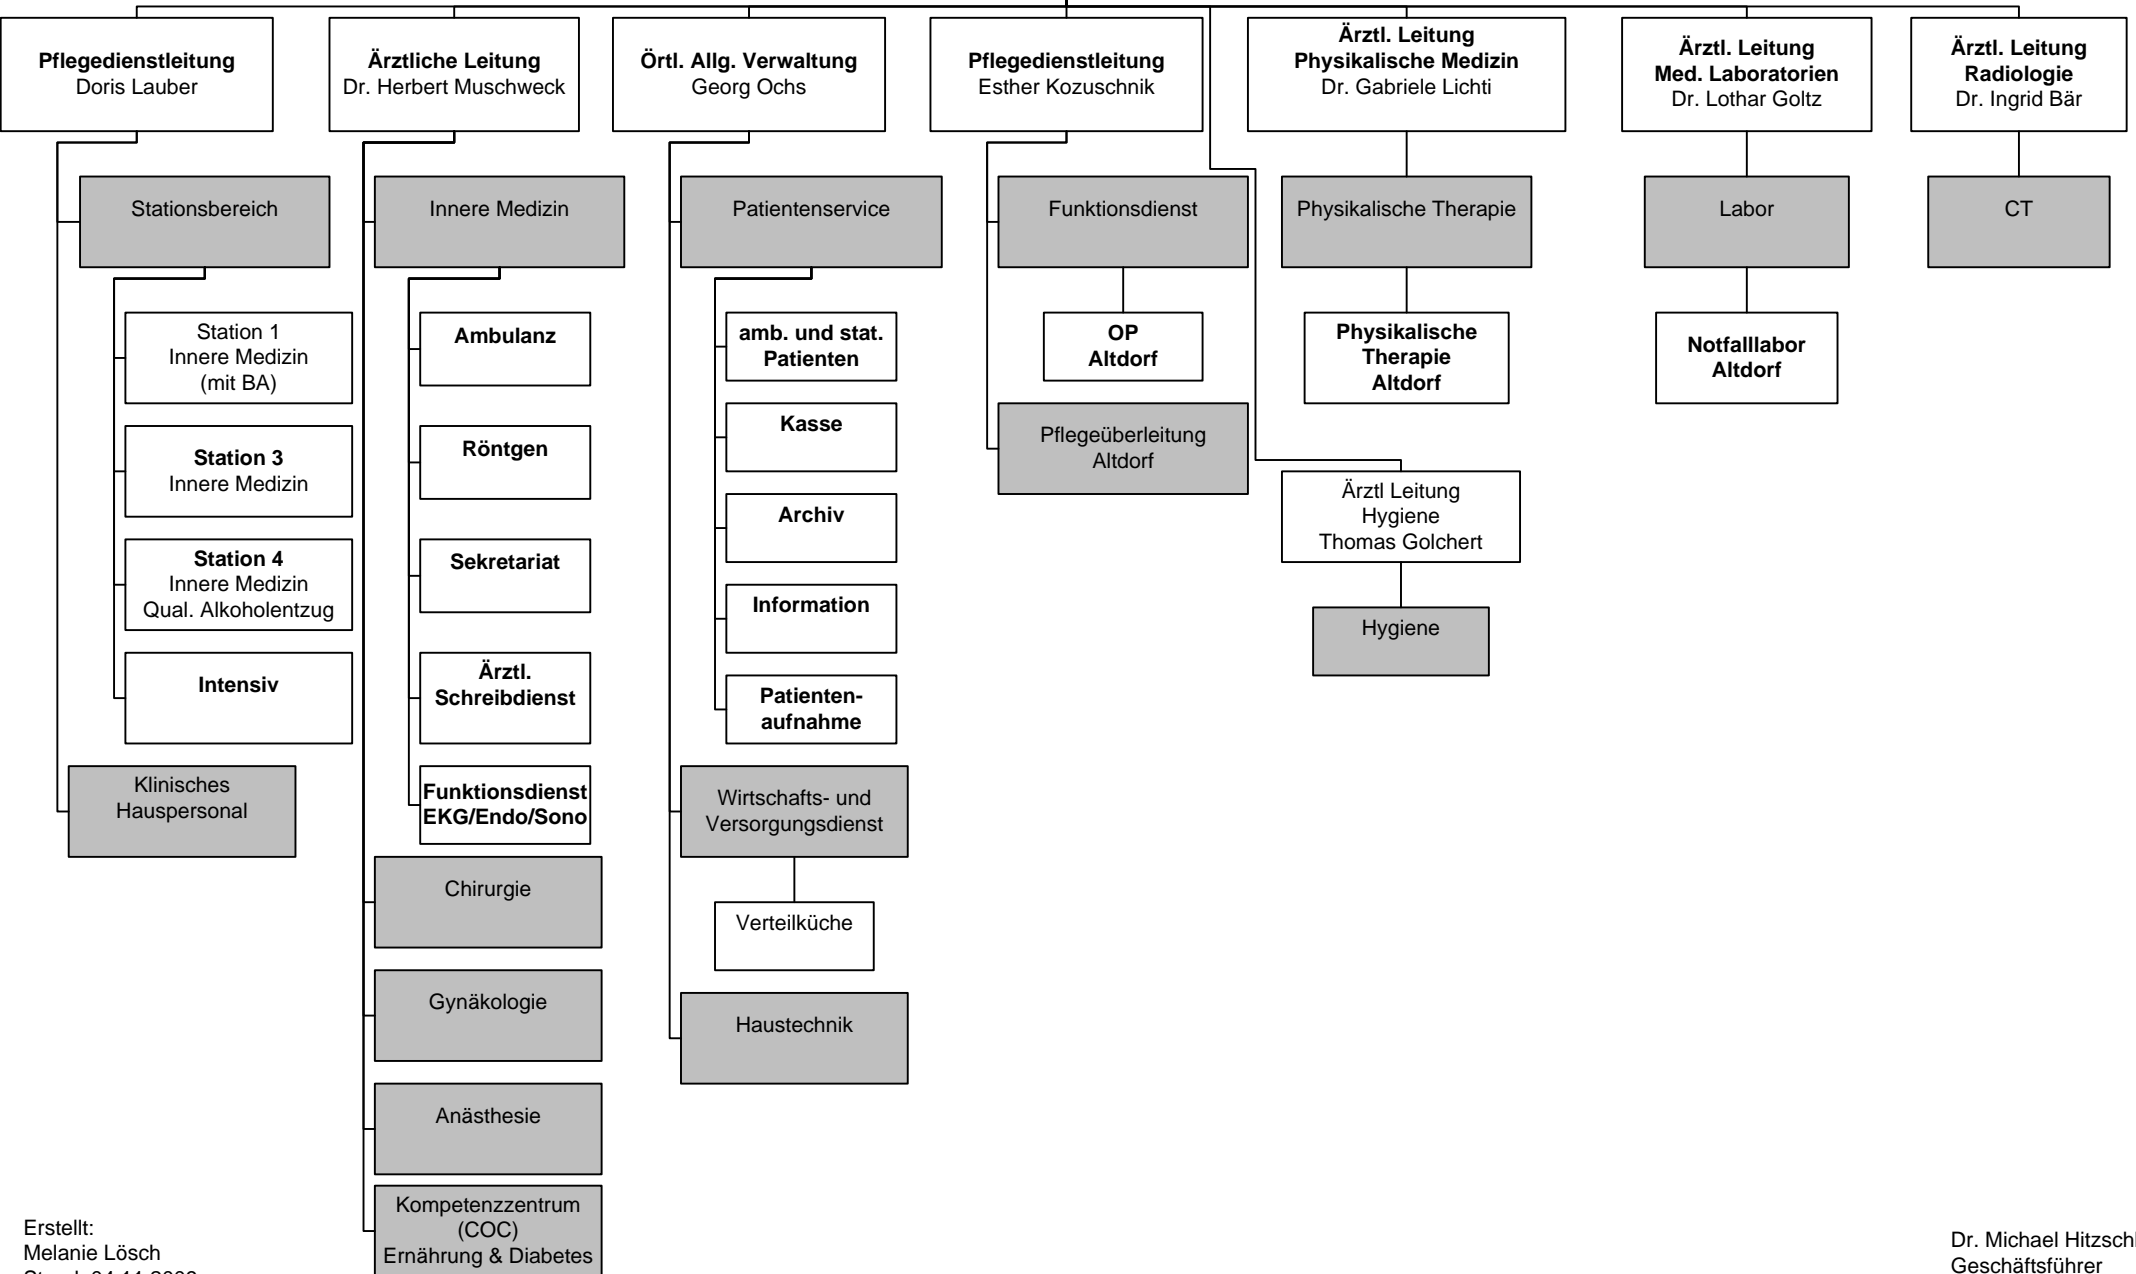 Pflegedienstleitung
Doris Lauber
Ärztliche Leitung
Dr. Herbert Muschweck
Örtl. Allg. Verwaltung
Georg Ochs
Pflegedienstleitung
Esther Kozuschnik
Ärztl. Leitung
Physikalische Medizin
Dr. Gabriele Lichti
Ärztl. Leitung
Med. Laboratorien
Dr. Lothar Goltz
Ärztl. Leitung
Radiologie
Dr. Ingrid Bär
Stationsbereich
Station 1
Innere Medizin
(mit BA)
Station 3
Innere Medizin
Station 4
Innere Medizin
Qual. Alkoholentzug
Intensiv
Klinisches
Hauspersonal
Innere Medizin
Ambulanz
Röntgen
Sekretariat
Ärztl.
Schreibdienst
Funktionsdienst
EKG/Endo/Sono
Chirurgie
Gynäkologie
Anästhesie
Kompetenzzentrum
(COC)
Ernährung & Diabetes
Patientenservice
amb. und stat.
Patienten
Kasse
Archiv
Information
Patienten-
aufnahme
Wirtschafts- und
Versorgungsdienst
Verteilküche
Haustechnik
Funktionsdienst
OP
Altdorf
Pflegeüberleitung
Altdorf
Physikalische Therapie
Physikalische
Therapie
Altdorf
Ärztl Leitung
Hygiene
Thomas Golchert
Hygiene
Labor
Notfalllabor
Altdorf
CT
Erstellt:
Melanie Lösch
Dr. Michael
Geschäftsführer